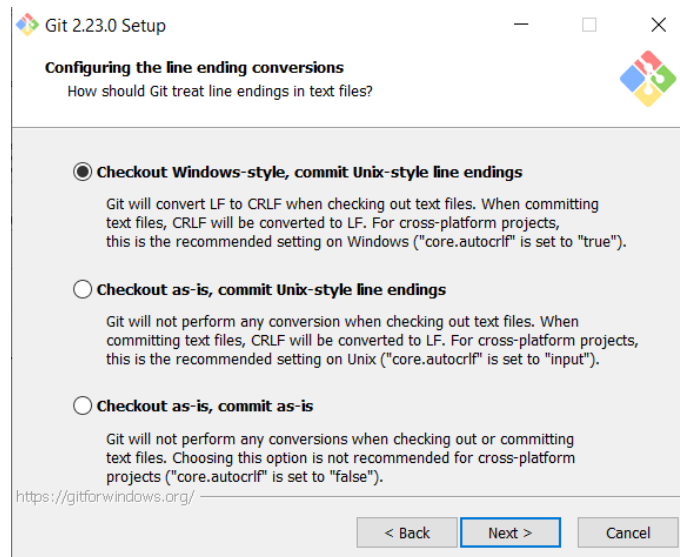 Git 2.23.0 Setup
Configuring the line ending conversions
How should Git treat line endings in text files?
Checkout Windows-style, commit Unix-style line endings
Git will convert LF to CRLF when checking out text files. When committing
text files, CRLF will be converted to LF. For cross-platform projects,
this is the recommended setting on Windows ("core.autocrlf" is set to "true").
Checkout as-is, commit Unix-style line endings
Git will not perform any conversion when checking out text files. When
committing text files, CRLF will be converted to LF. For cross-platform projects,
this is the recommended setting on Unix ("core.autocrlf" is set to "input").
Checkout as-is, commit as-is
Git will not perform any conversions when checking out or committing
text files. Choosing this option is not recommended for cross-platform
projects ("core.autocrlf" is set to "false").
https://gitforwindows.org/
< Back Next > Cancel